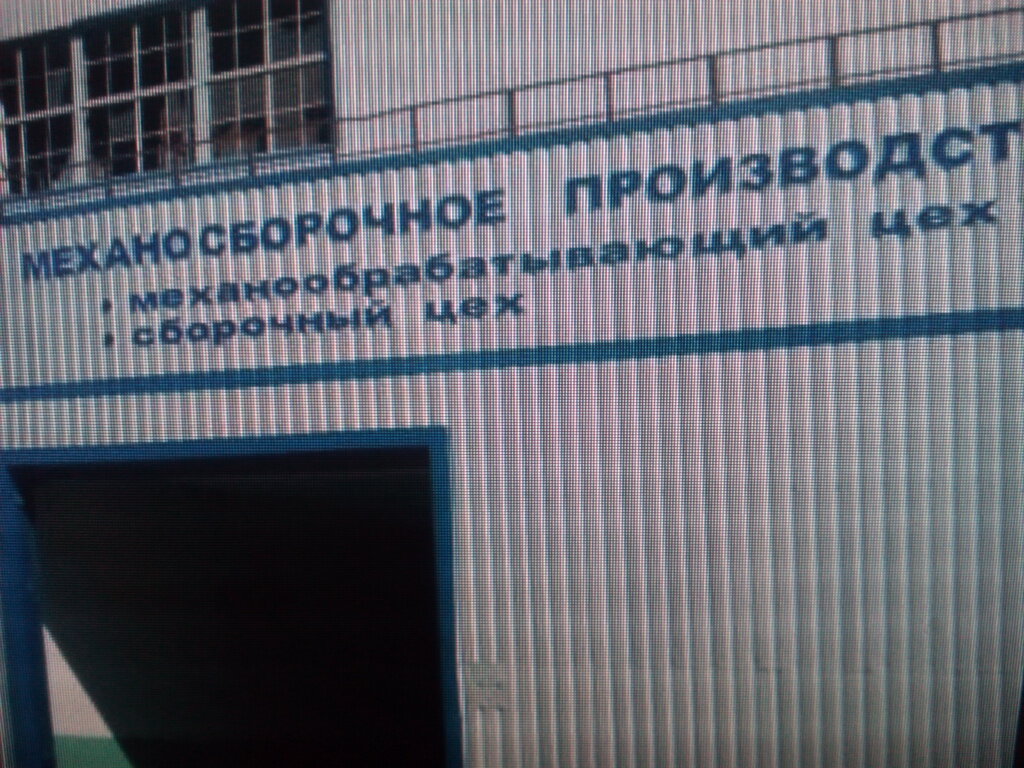 МЕХАНОСБОРОЧНОЕ ПРОИЗВОДСТ
• механообрабатывающий цех
• сборочный цех